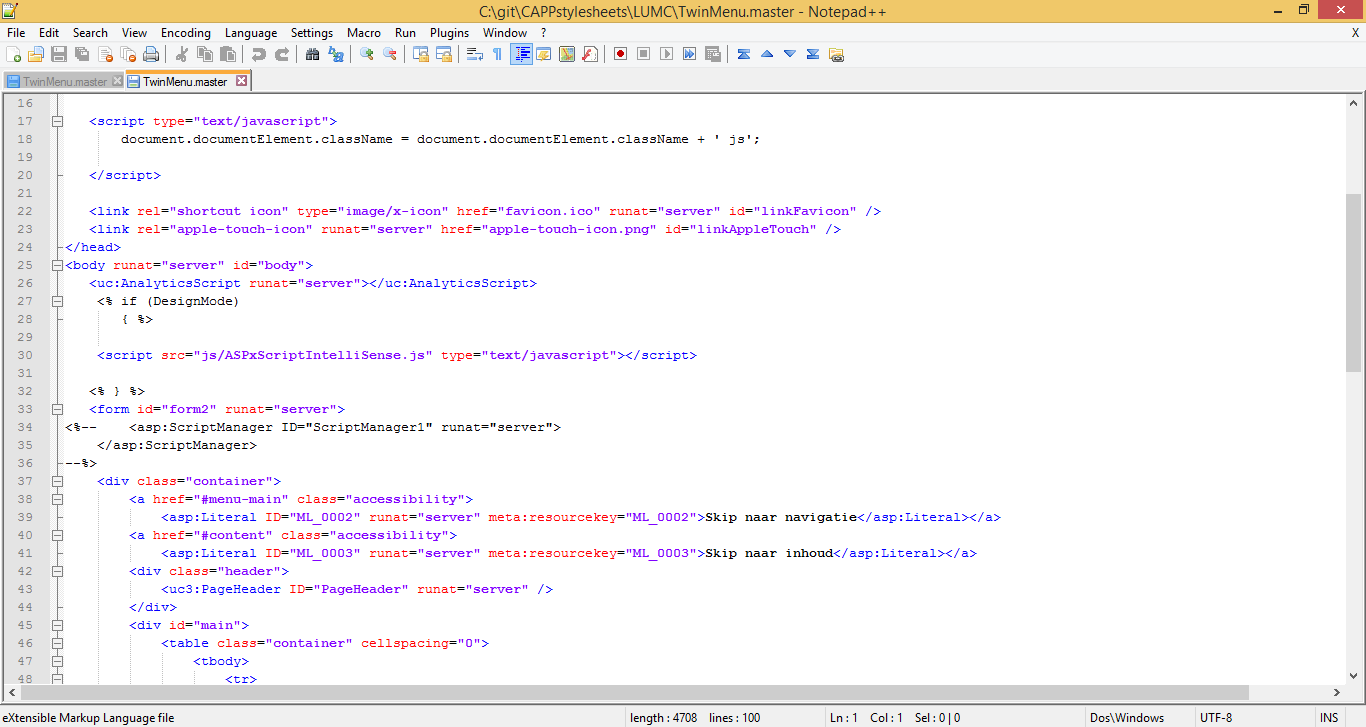 C:\git\CAPPstylesheets\LUMC\TwinMenu.master - Notepad++
File Edit Search View Encoding Language Settings Macro Run Plugins Window ? X
TwinMenu.master TwinMenu.master
16
17 <script type="text/javascript">
18 document.documentElement.className = document.documentElement.className + ' js';
19
20 </script>
21
22 <link rel="shortcut icon" type="image/x-icon" href="favicon.ico" runat="server" id="linkFavicon" />
23 <link rel="apple-touch-icon" runat="server" href="apple-touch-icon.png" id="linkAppleTouch" />
24 </head>
25 <body runat="server" id="body">
26 <uc:AnalyticsScript runat="server"></uc:AnalyticsScript>
27 <% if (DesignMode)
28 { %>
29
30 <script src="js/ASPxScriptIntelliSense.js" type="text/javascript"></script>
31
32 <% } %>
33 <form id="form2" runat="server">
34 <%-- <asp:ScriptManager ID="ScriptManager1" runat="server">
35 </asp:ScriptManager>
36 --%>
37 <div class="container">
38 <a href="#menu-main" class="accessibility">
39 <asp:Literal ID="ML_0002" runat="server" meta:resourcekey="ML_0002">Skip naar navigatie</asp:Literal></a>
40 <a href="#content" class="accessibility">
41 <asp:Literal ID="ML_0003" runat="server" meta:resourcekey="ML_0003">Skip naar inhoud</asp:Literal></a>
42 <div class="header">
43 <uc3:PageHeader ID="PageHeader" runat="server" />
44 </div>
45 <div id="main">
46 <table class="container" cellspacing="0">
47 <tbody>
48 <tr>
eXtensible Markup Language file length : 4708 lines : 100 Ln : 1 Col : 1 Sel : 0 | 0 Dos\Windows UTF-8 INS